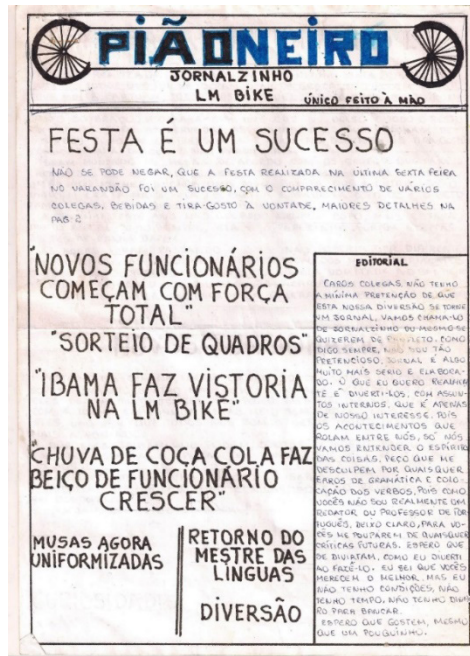 PIÃONEIRO
JORNALZINHO
LM BIKE
ÚNICO FEITO À MÃO
FESTA É UM SUCESSO
NÃO SE PODE NEGAR, QUE A FESTA REALIZADA NA ÚLTIMA SEXTA FEIRA
NO VARANDÃO FOI UM SUCESSO, COM O COMPARECIMENTO DE VÁRIOS
COLEGAS, BEBIDAS E TIRA-GOSTO À VONTADE, MAIORES DETALHES NA
PAG 2
"NOVOS FUNCIONÁRIOS
COMEÇAM COM FORÇA
TOTAL"
"SORTEIO DE QUADROS"
"IBAMA FAZ VISTORIA
NA LM BIKE"
"CHUVA DE COCA COLA FAZ
BEIÇO DE FUNCIONÁRIO
CRESCER"
MUSAS AGORA
UNIFORMIZADAS
RETORNO DO
MESTRE DAS
LINGUAS
DIVERSÃO
EDITORIAL
CAROS COLEGAS, NÃO TENHO
A MÍNIMA PRETENÇÃO DE QUE
ESTA NOSSA DIVERSÃO SE TORNE
UM JORNAL, VAMOS CHAMA-LO
DE JORNALZINHO OU MESMO SE
QUIZEREM DE PANFLETO, COMO
DIGO SEMPRE, NÃO SOU TÃO
PRETENCIOSO, JORNAL É ALGO
MUITO MAIS SERIO E ELABORA-
DO. O QUE EU QUERO REALMEN
TE É DIVERTI-LOS, COM ASSUN-
TOS INTERNOS, QUE É APENAS
DE NOSSO INTERESSE, POIS
OS ACONTECIMENTOS QUE
ROLAM ENTRE NÓS, SÓ NÓS
VAMOS ENTENDER O ESPÍRITO
DAS COISAS, PEÇO QUE ME
DESCULPEM POR QUAISQUER
ERROS DE GRAMÁTICA E COLO-
CAÇÃO DOS VERBOS, POIS COMO
VOCÊS NÃO SOU REALMENTE UM
REDATOR OU PROFESSOR DE POR-
TUGUÊS, DEIXO CLARO, PARA VO-
CÊS ME POUPAREM DE QUAISQUER
CRÍTICAS FUTURAS. ESPERO QUE
SE DIVIRTAM, COMO EU DIVERTI
AO FAZÊ-LO. EU SEI QUE VOCÊS
MERECEM O MELHOR, MAS EU
NÃO TENHO CONDIÇÕES, NÃO
TENHO TEMPO, NÃO TENHO DINHEI
RO PARA BANCAR.
ESPERO QUE GOSTEM, MESMO
QUE UM POUQUINHO.